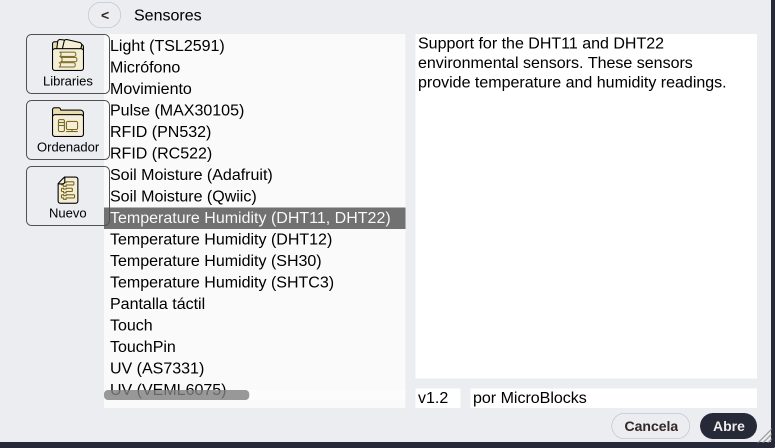 < Sensores
Libraries
Ordenador
Nuevo
Light (TSL2591)
Micrófono
Movimiento
Pulse (MAX30105)
RFID (PN532)
RFID (RC522)
Soil Moisture (Adafruit)
Soil Moisture (Qwiic)
Temperature Humidity (DHT11, DHT22)
Temperature Humidity (DHT12)
Temperature Humidity (SH30)
Temperature Humidity (SHTC3)
Pantalla táctil
Touch
TouchPin
UV (AS7331)
UV (VEML6075)
Support for the DHT11 and DHT22
environmental sensors. These sensors
provide temperature and humidity readings.
v1.2 por MicroBlocks
Cancela Abre